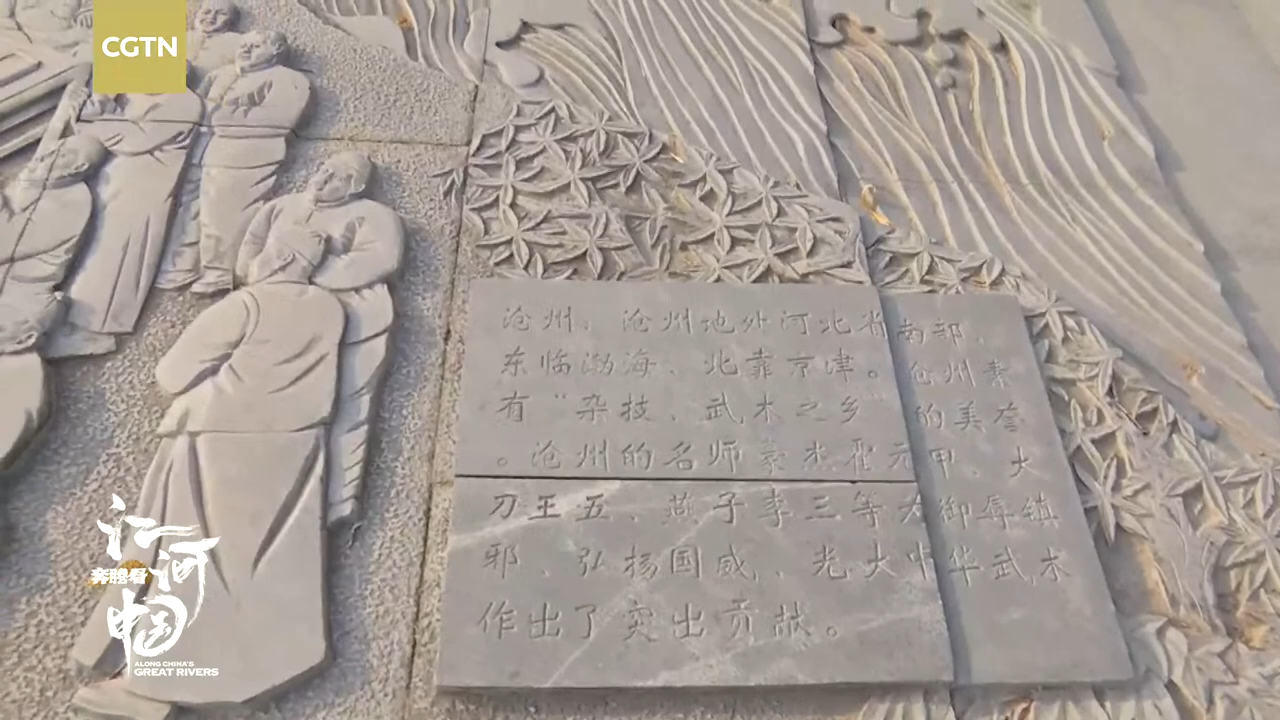 CGTN
沧州、沧州地处河北省南部、
东临渤海、北靠京津。沧州素
有“杂技、武术之乡”的美誉
。沧州的名师豪杰霍元甲、大
刀王五、燕子李三等为御辱镇
邪、弘扬国威、光大中华武术
作出了突出贡献。
江河
奔腾看
中国
ALONG CHINA'S
GREAT RIVERS